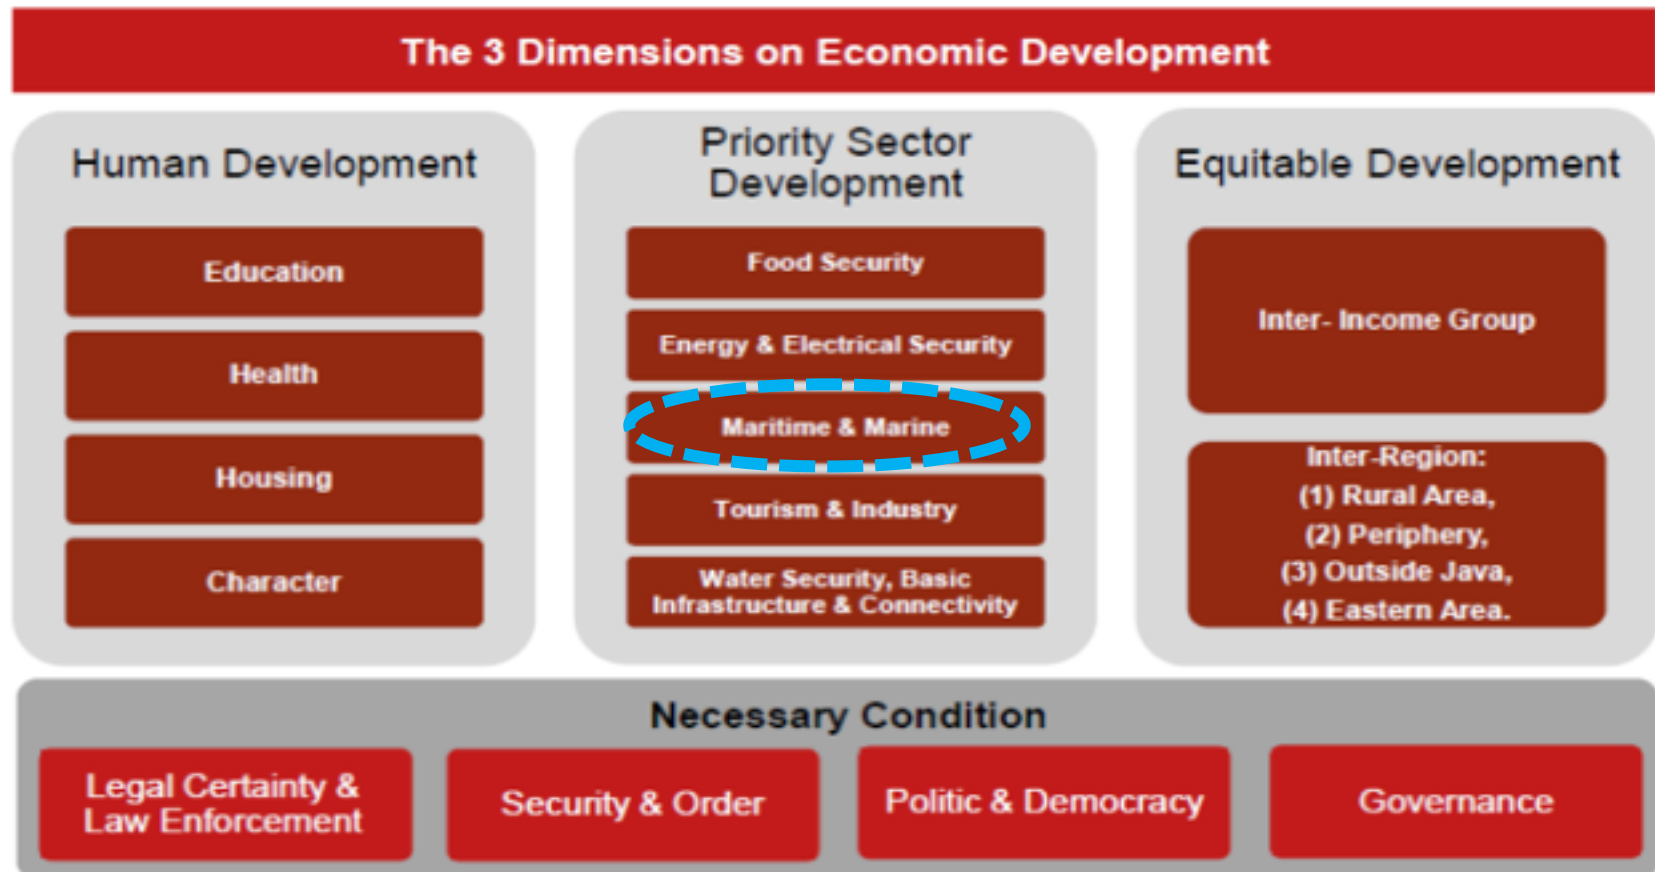 The 3 Dimensions on Economic Development
Human Development
Education
Health
Housing
Character
Priority Sector
Development
Food Security
Energy & Electrical Security
Maritime & Marine
Tourism & Industry
Water Security, Basic
Infrastructure & Connectivity
Equitable Development
Inter- Income Group
Inter-Region:
(1) Rural Area,
(2) Periphery,
(3) Outside Java,
(4) Eastern Area.
Necessary Condition
Legal Certainty &
Law Enforcement
Security & Order
Politic & Democracy
Governance